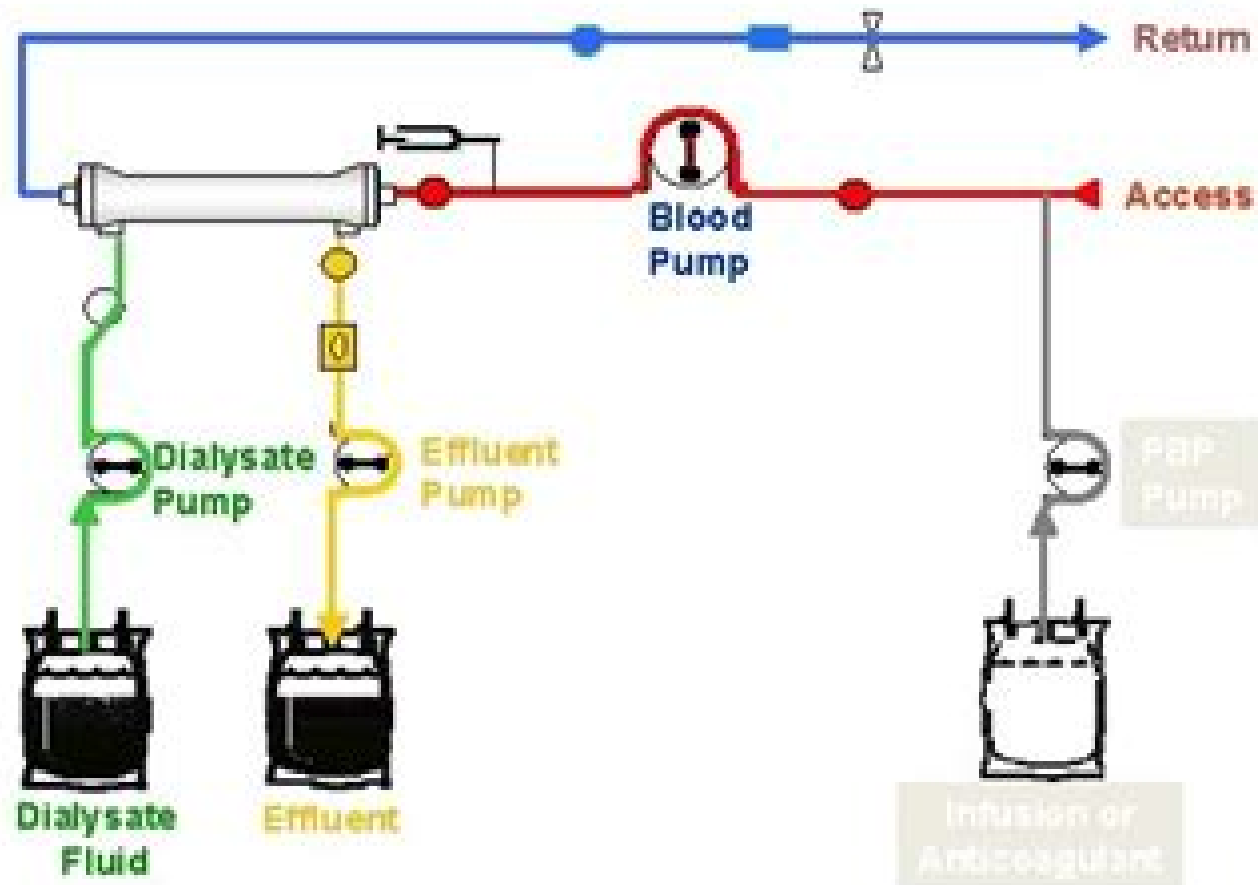 Return
Access
Blood
Pump
Dialysate
Pump
Effluent
Pump
PBP
Pump
Dialysate
Fluid
Effluent
Infusion or
Anticoagulant